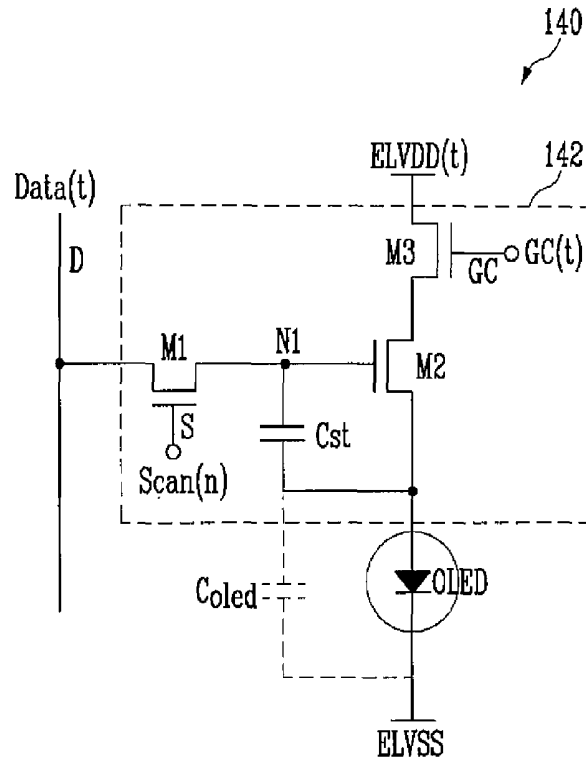 140
ELVDD(t)
142
Data(t)
D
M3
GC
GC(t)
M1
N1
M2
S
Cst
Scan(n)
Coled
OLED
ELVSS